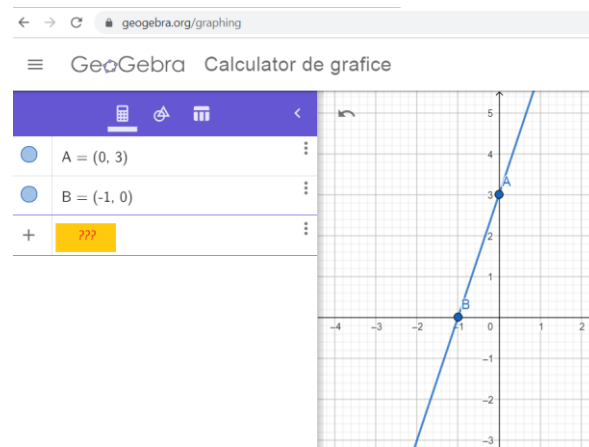 geogebra.org/graphing
GeoGebra Calculator de grafice
A = (0, 3)
B = (-1, 0)
+ ???
5
4
3
A
2
1
B
-4 -3 -2 -1 0 1 2
-1
-2
-3